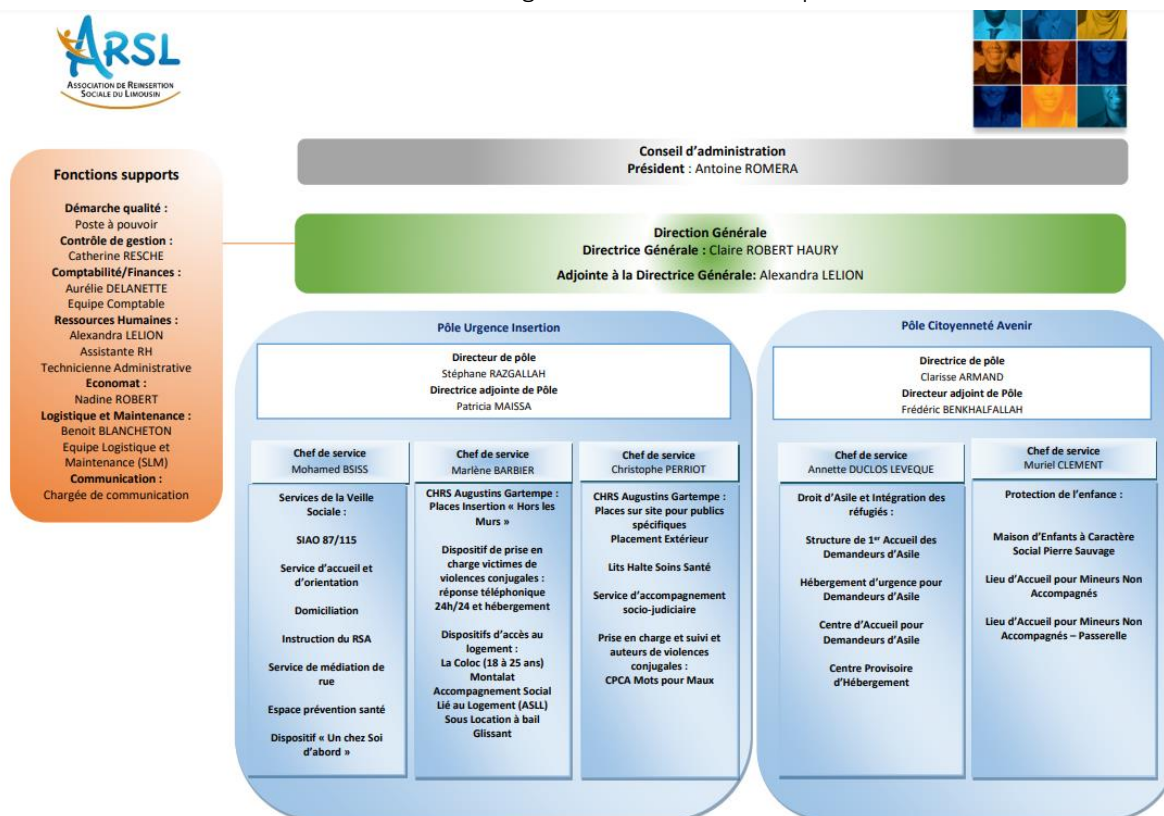 ARSL
ASSOCIATION DE REINSERTION
SOCIALE DU LIMOUSIN
Conseil d'administration
Président : Antoine ROMERA
Direction Générale
Directrice Générale : Claire ROBERT HAURY
Adjointe à la Directrice Générale: Alexandra LELION
Fonctions supports
Démarche qualité :
Poste à pouvoir
Contrôle de gestion :
Catherine RESCHE
Comptabilité/Finances :
Aurélie DELANETTE
Equipe Comptable
Ressources Humaines :
Alexandra LELION
Assistante RH
Technicienne Administrative
Economat :
Nadine ROBERT
Logistique et Maintenance :
Benoit BLANCHETON
Equipe Logistique et
Maintenance (SLM)
Communication :
Chargée de communication
Pôle Urgence Insertion
Directeur de pôle
Stéphane RAZGALLAH
Directrice adjointe de Pôle
Patricia MAISSA
Chef de service
Mohamed BSISS
Services de la Veille
Sociale :
SIAO 87/115
Service d'accueil et
d'orientation
Domiciliation
Instruction du RSA
Service de médiation de
rue
Espace prévention santé
Dispositif « Un chez Soi
d'abord »
Chef de service
Marlène BARBIER
CHRS Augustins Gartempe :
Places Insertion « Hors les
Murs »
Dispositif de prise en
charge victimes de
violences conjugales :
réponse téléphonique
24h/24 et hébergement
Dispositifs d'accès au
logement :
La Coloc (18 à 25 ans)
Montalat
Accompagnement Social
Lié au Logement (ASLL)
Sous Location à bail
Glissant
Chef de service
Christophe PERRIOT
CHRS Augustins Gartempe :
Places sur site pour publics
spécifiques
Placement Extérieur
Lits Halte Soins Santé
Service d'accompagnement
socio-judiciaire
Prise en charge et suivi et
auteurs de violences
conjugales :
CPCA Mots pour Maux
Pôle Citoyenneté Avenir
Directrice de pôle
Clarisse ARMAND
Directeur adjoint de Pôle
Frédéric BENKHALFALLAH
Chef de service
Annette DUCLOS LEVEQUE
Droit d'Asile et Intégration des
réfugiés :
Structure de 1er Accueil des
Demandeurs d'Asile
Hébergement d'urgence pour
Demandeurs d'Asile
Centre d'Accueil pour
Demandeurs d'Asile
Centre Provisoire
d'Hébergement
Chef de service
Muriel CLEMENT
Protection de l'enfance :
Maison d'Enfants à Caractère
Social Pierre Sauvage
Lieu d'Accueil pour Mineurs Non
Accompagnés
Lieu d'Accueil pour Mineurs Non
Accompagnés – Passerelle